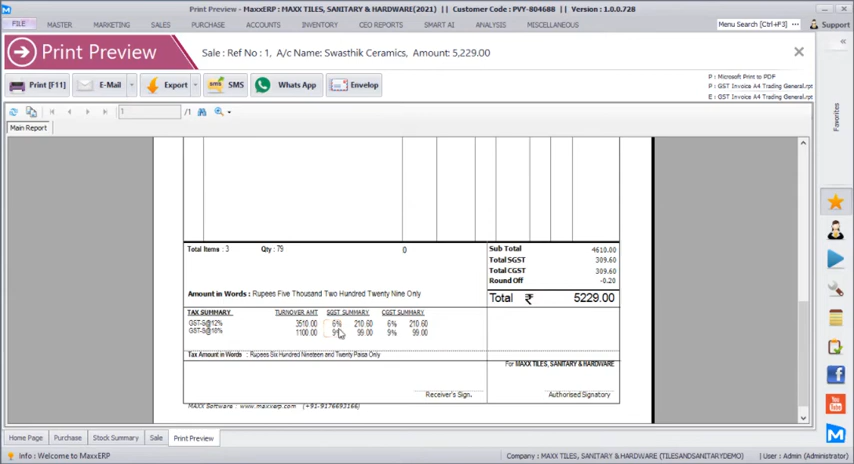 Print Preview - MaxxERP : MAXX TILES, SANITARY & HARDWARE(2021) | Customer Code : PVY-804688 | Version : 1.0.0.728
FILE MASTER MARKETING SALES PURCHASE ACCOUNTS INVENTORY CEO REPORTS SMART AI ANALYSIS MISCELLANEOUS Menu Search [Ctrl+F3] Support
Print Preview Sale : Ref No : 1, A/c Name: Swasthik Ceramics, Amount: 5,229.00
Print [F11] E-Mail Export SMS Whats App Envelop
P : Microsoft Print to PDF
P : GST Invoice A4 Trading General.rpt
E : GST Invoice A4 Trading General.rpt
1 /1
Main Report
Favorites
Total Items : 3 Qty : 79 0 Sub Total 4610.00
Total SGST 309.60
Total CGST 309.60
Round Off -0.20
Amount in Words : Rupees Five Thousand Two Hundred Twenty Nine Only
Total ₹ 5229.00
TAX SUMMARY TURNOVER AMT SGST SUMMARY CGST SUMMARY
GST-S@12% 3510.00 6% 210.60 6% 210.60
GST-S@18% 1100.00 9% 99.00 9% 99.00
Tax Amount in Words : Rupees Six Hundred Nineteen and Twenty Paisa Only
For MAXX TILES, SANITARY & HARDWARE
Receiver's Sign. Authorised Signatory
MAXX Software : www.maxxerp.com (+91-9176693166)
Home Page Purchase Stock Summary Sale Print Preview
Info : Welcome to MaxxERP Company : MAXX TILES, SANITARY & HARDWARE (TILESANDSANITARYDEMO) User : Admin (Administrator)
You Tube